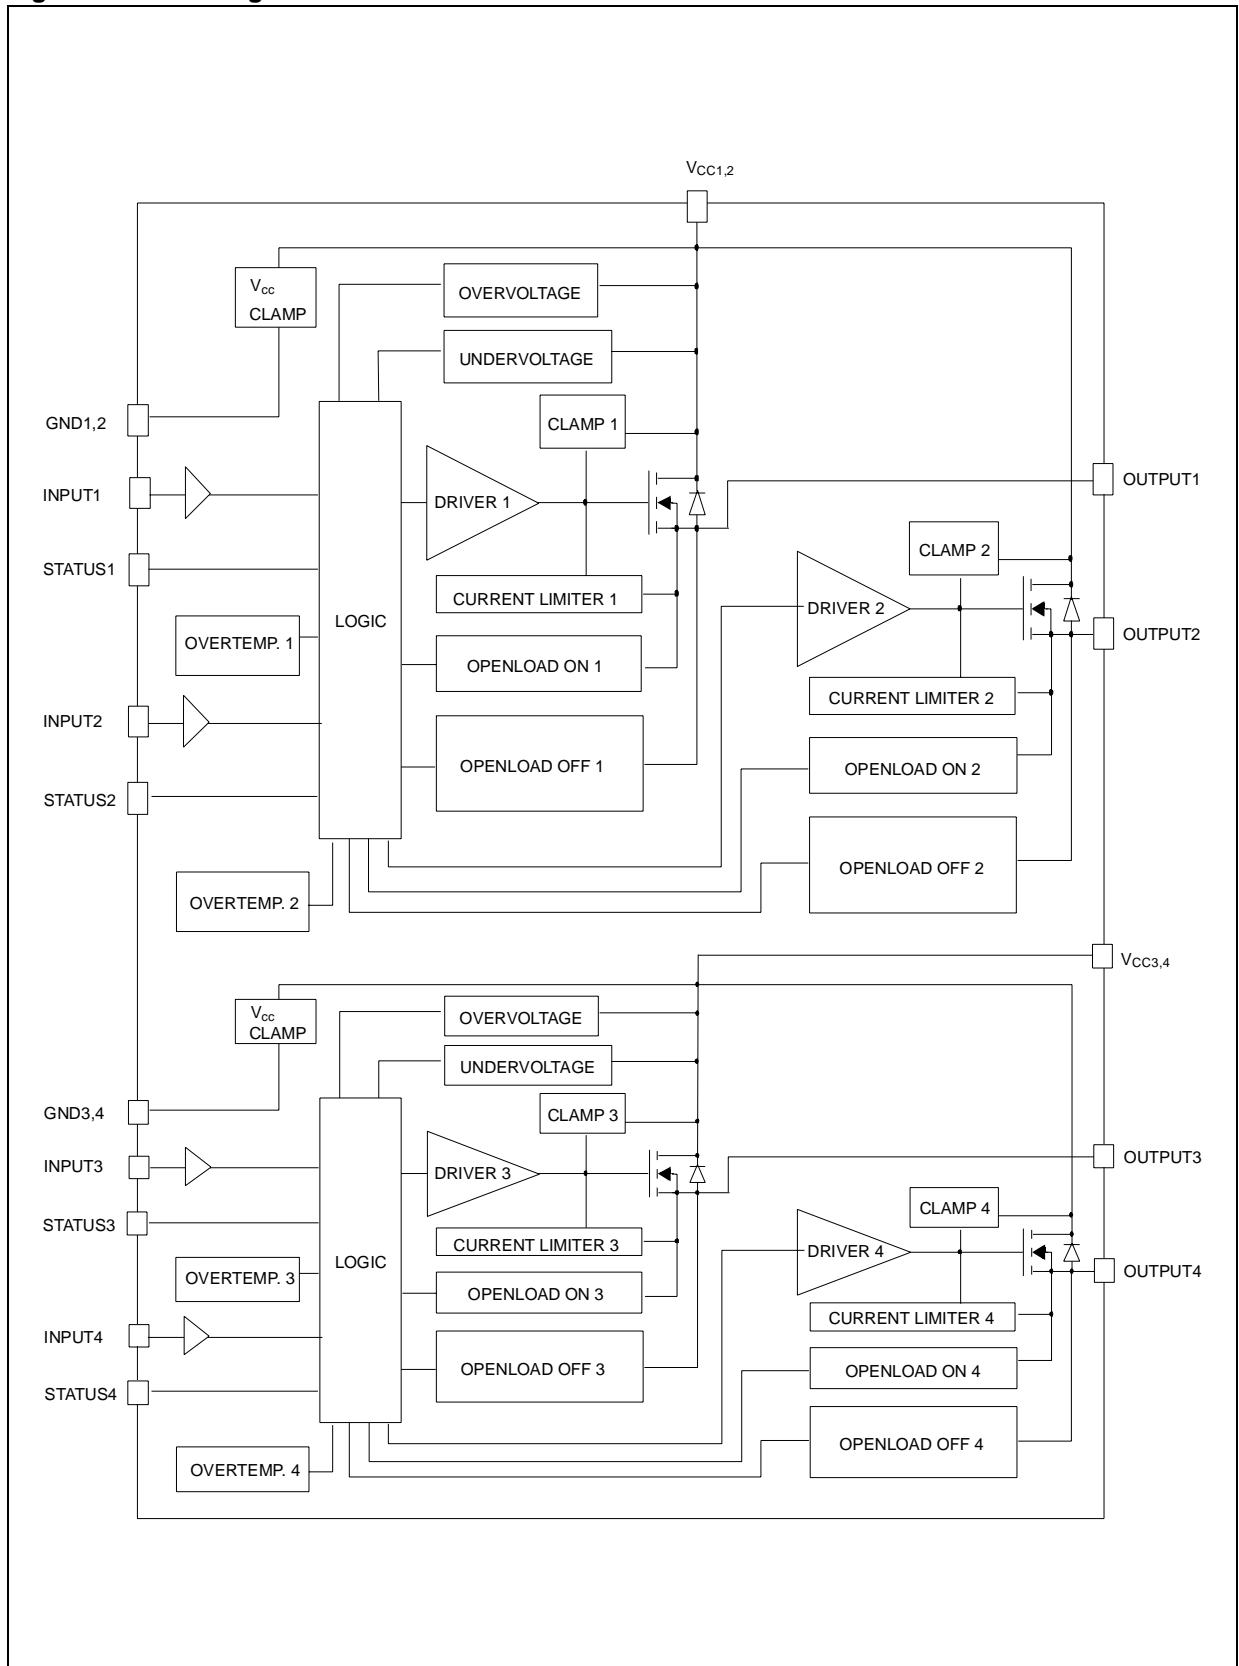 VCC1,2
Vcc
CLAMP
OVERVOLTAGE
UNDERVOLTAGE
GND1,2
CLAMP 1
INPUT1
DRIVER 1
OUTPUT1
STATUS1
CLAMP 2
CURRENT LIMITER 1
LOGIC
DRIVER 2
OVERTEMP. 1
OUTPUT2
OPENLOAD ON 1
CURRENT LIMITER 2
INPUT2
OPENLOAD OFF 1
OPENLOAD ON 2
STATUS2
OPENLOAD OFF 2
OVERTEMP. 2
VCC3,4
Vcc
CLAMP
OVERVOLTAGE
UNDERVOLTAGE
GND3,4
CLAMP 3
INPUT3
DRIVER 3
OUTPUT3
STATUS3
CLAMP 4
CURRENT LIMITER 3
LOGIC
DRIVER 4
OVERTEMP. 3
OUTPUT4
OPENLOAD ON 3
CURRENT LIMITER 4
INPUT4
OPENLOAD OFF 3
OPENLOAD ON 4
STATUS4
OPENLOAD OFF 4
OVERTEMP. 4